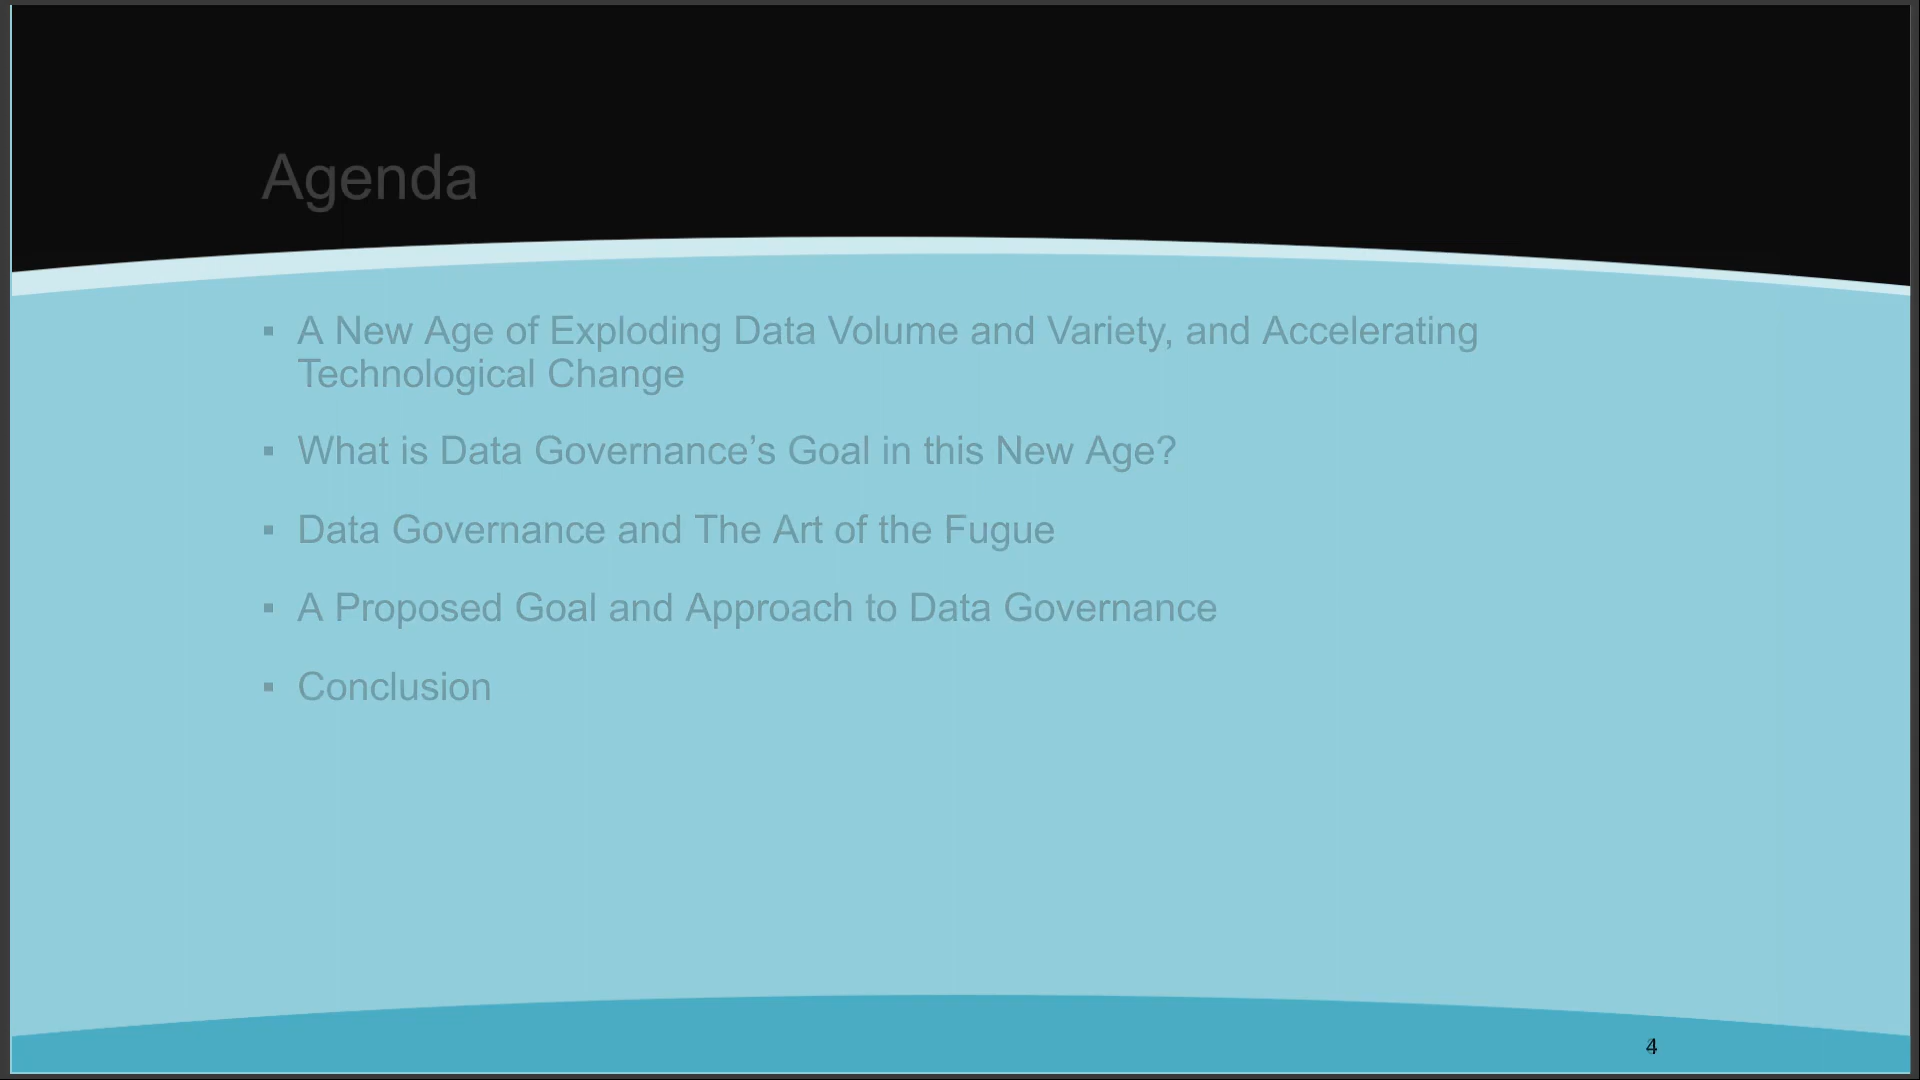 Agenda
▪ A New Age of Exploding Data Volume and Variety, and Accelerating
Technological Change
▪ What is Data Governance’s Goal in this New Age?
▪ Data Governance and The Art of the Fugue
▪ A Proposed Goal and Approach to Data Governance
▪ Conclusion
4